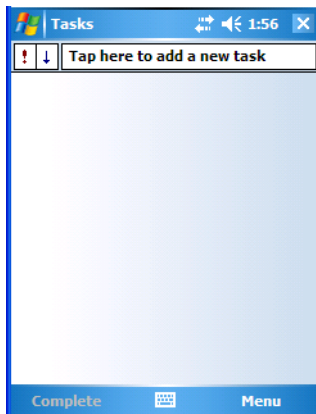 Tasks 1:56
! ↓ Tap here to add a new task
Complete Menu